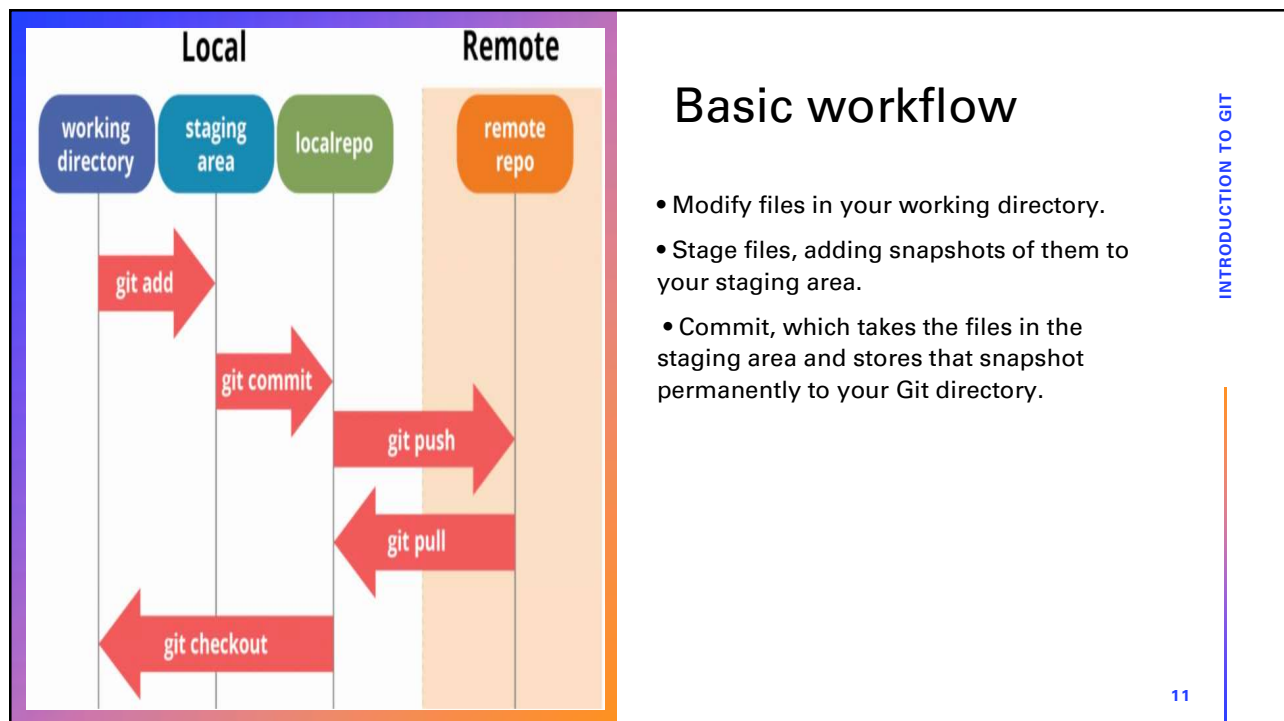 Local
Remote
working
directory
staging
area
localrepo
remote
repo
git add
git commit
git push
git pull
git checkout
Basic workflow
• Modify files in your working directory.
• Stage files, adding snapshots of them to
your staging area.
• Commit, which takes the files in the
staging area and stores that snapshot
permanently to your Git directory.
INTRODUCTION TO GIT
11